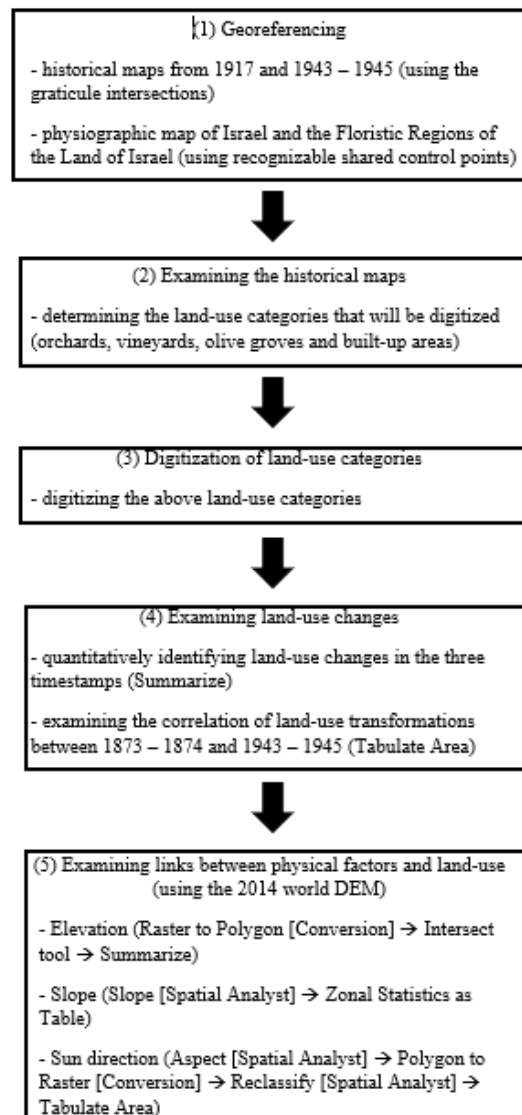 (1) Georeferencing
- historical maps from 1917 and 1943 – 1945 (using the
graticule intersections)
- physiographic map of Israel and the Floristic Regions of
the Land of Israel (using recognizable shared control points)
(2) Examining the historical maps
- determining the land-use categories that will be digitized
(orchards, vineyards, olive groves and built-up areas)
(3) Digitization of land-use categories
- digitizing the above land-use categories
(4) Examining land-use changes
- quantitatively identifying land-use changes in the three
timestamps (Summarize)
- examining the correlation of land-use transformations
between 1873 – 1874 and 1943 – 1945 (Tabulate Area)
(5) Examining links between physical factors and land-use
(using the 2014 world DEM)
- Elevation (Raster to Polygon [Conversion] → Intersect
tool → Summarize)
- Slope (Slope [Spatial Analyst] → Zonal Statistics as
Table)
- Sun direction (Aspect [Spatial Analyst] → Polygon to
Raster [Conversion] → Reclassify [Spatial Analyst] →
Tabulate Area)